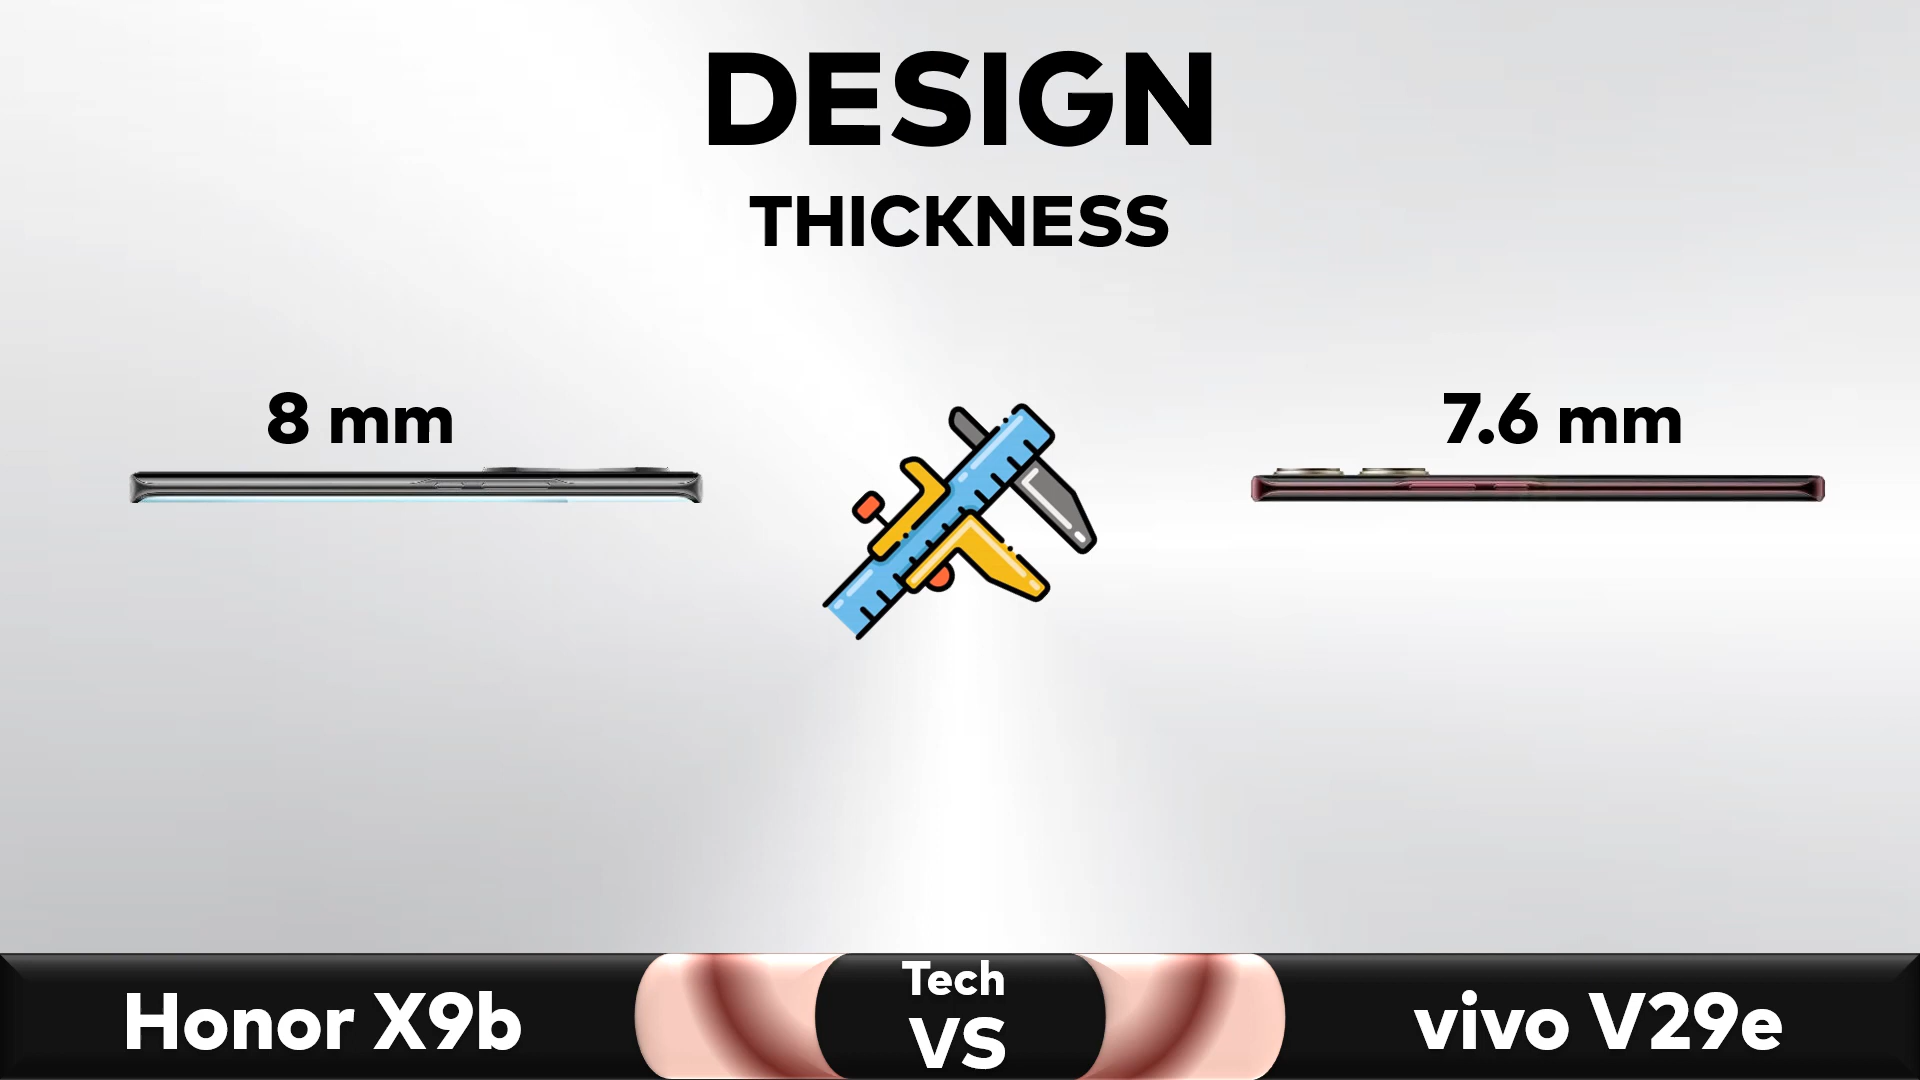 DESIGN
THICKNESS
8 mm
7.6 mm
Honor X9b
Tech
VS
vivo V29e